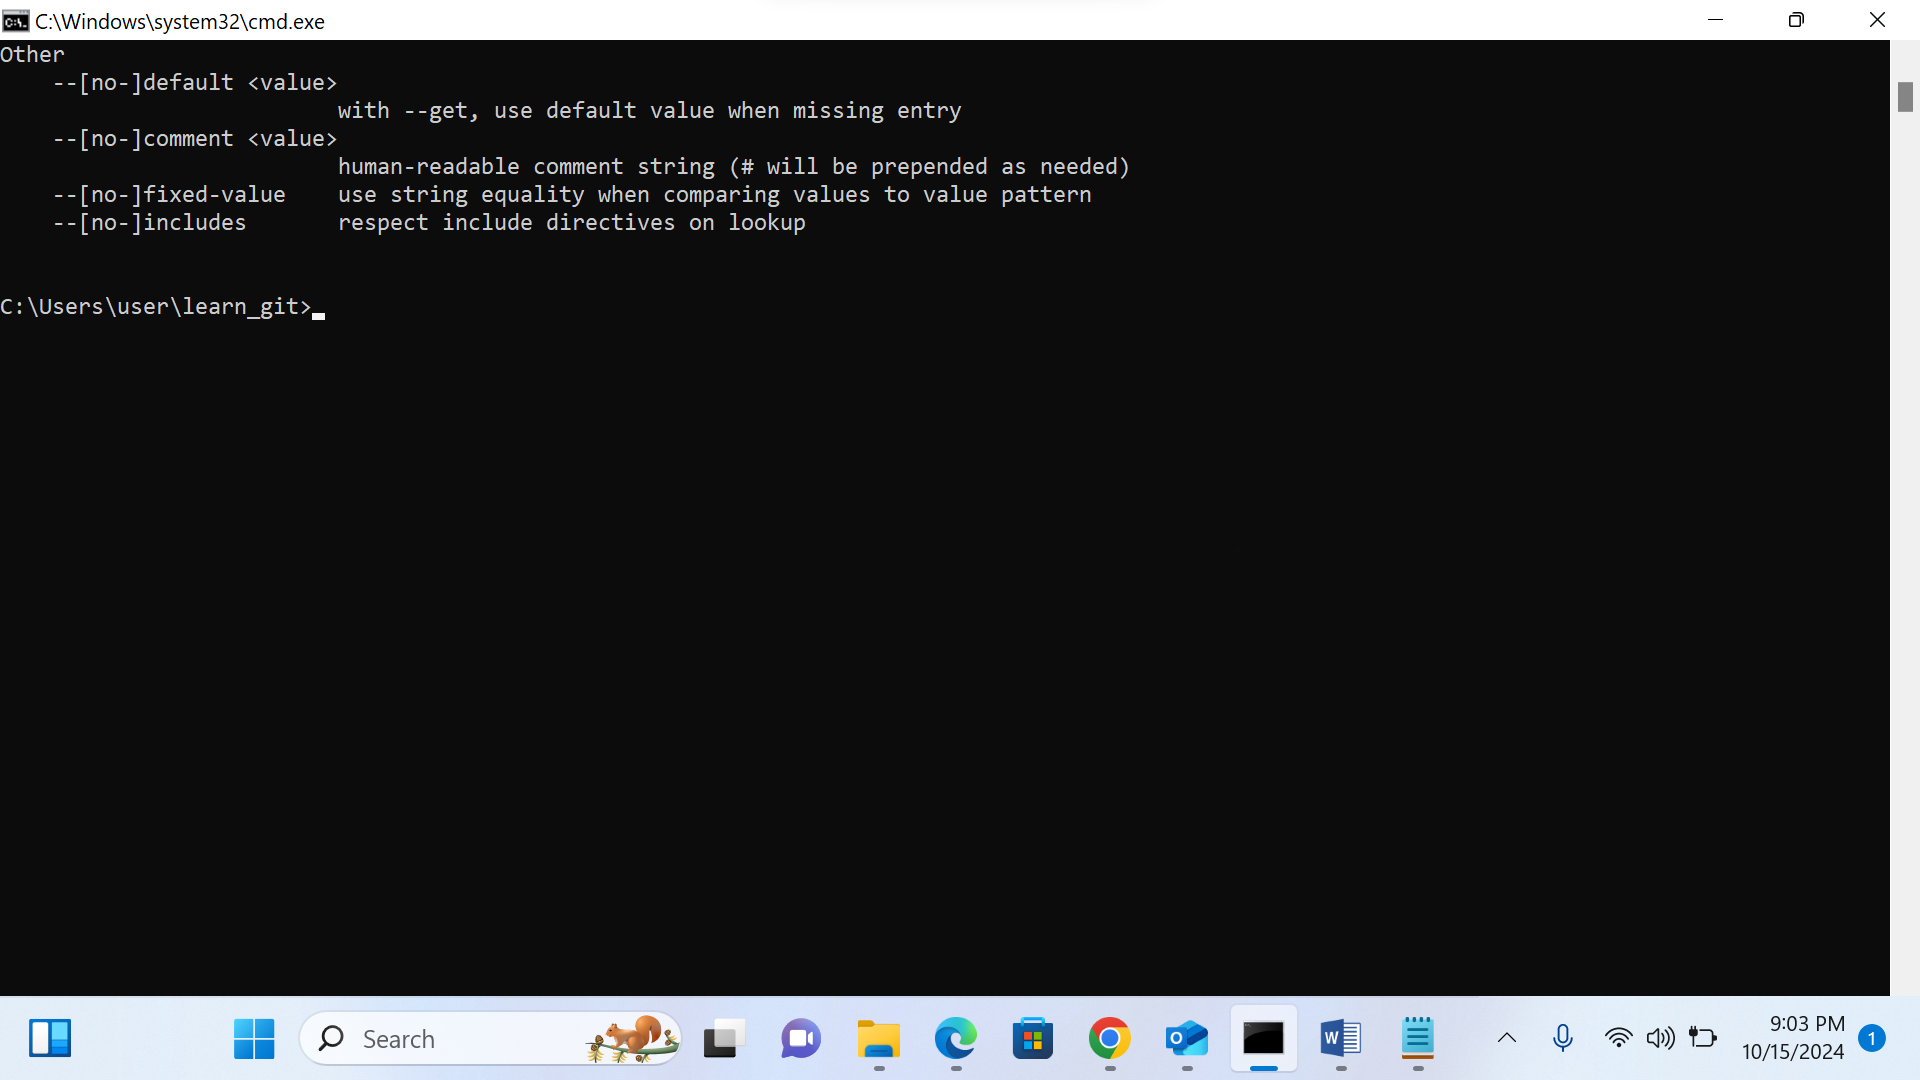 C:\Windows\system32\cmd.exe
Other
--[no-]default <value>
with --get, use default value when missing entry
--[no-]comment <value>
human-readable comment string (# will be prepended as needed)
--[no-]fixed-value    use string equality when comparing values to value pattern
--[no-]includes       respect include directives on lookup
C:\Users\user\learn_git>
Search
9:03 PM
10/15/2024
1